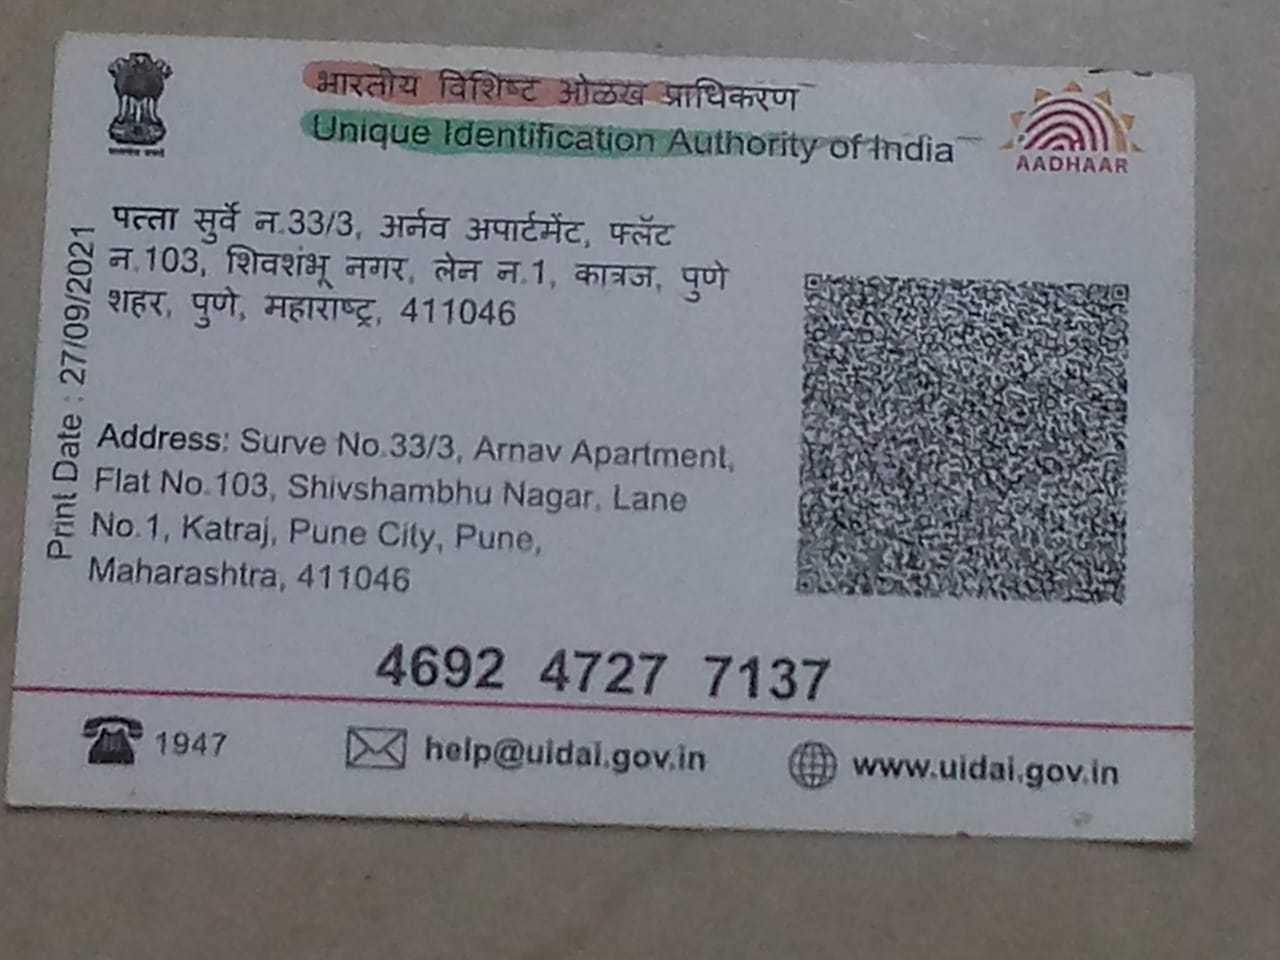 भारतीय विशिष्ट ओळख प्राधिकरण
Unique Identification Authority of India
AADHAAR
पत्ता सुर्वे न.33/3, अर्नव अपार्टमेंट, फ्लॅट
न.103, शिवशंभू नगर, लेन न.1, कात्रज, पुणे
शहर, पुणे, महाराष्ट्र, 411046
Print Date : 27/09/2021
Address: Surve No.33/3, Arnav Apartment,
Flat No.103, Shivshambhu Nagar, Lane
No.1, Katraj, Pune City, Pune,
Maharashtra, 411046
4692 4727 7137
1947
help@uidai.gov.in
www.uidai.gov.in